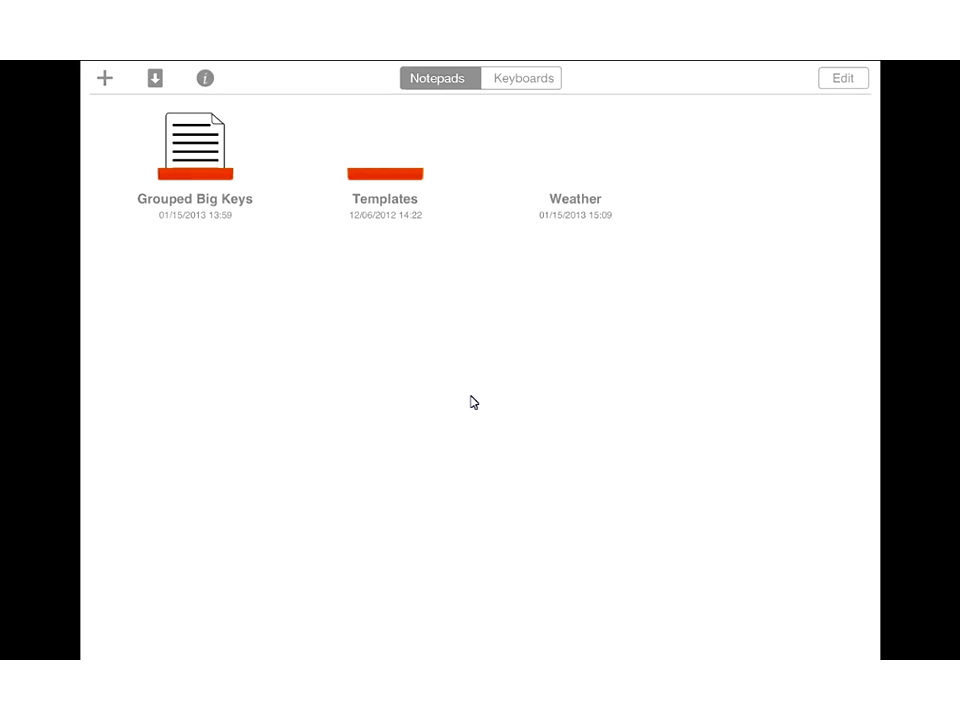 Notepads Keyboards Edit
Grouped Big Keys Templates Weather
01/15/2013 13:59 12/06/2012 14:22 01/15/2013 15:09